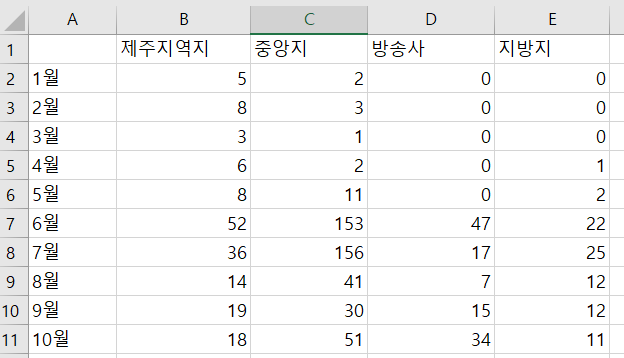 A B C D E
1 제주지역지 중앙지 방송사 지방지
2 1월 5 2 0 0
3 2월 8 3 0 0
4 3월 3 1 0 0
5 4월 6 2 0 1
6 5월 8 11 0 2
7 6월 52 153 47 22
8 7월 36 156 17 25
9 8월 14 41 7 12
10 9월 19 30 15 12
11 10월 18 51 34 11